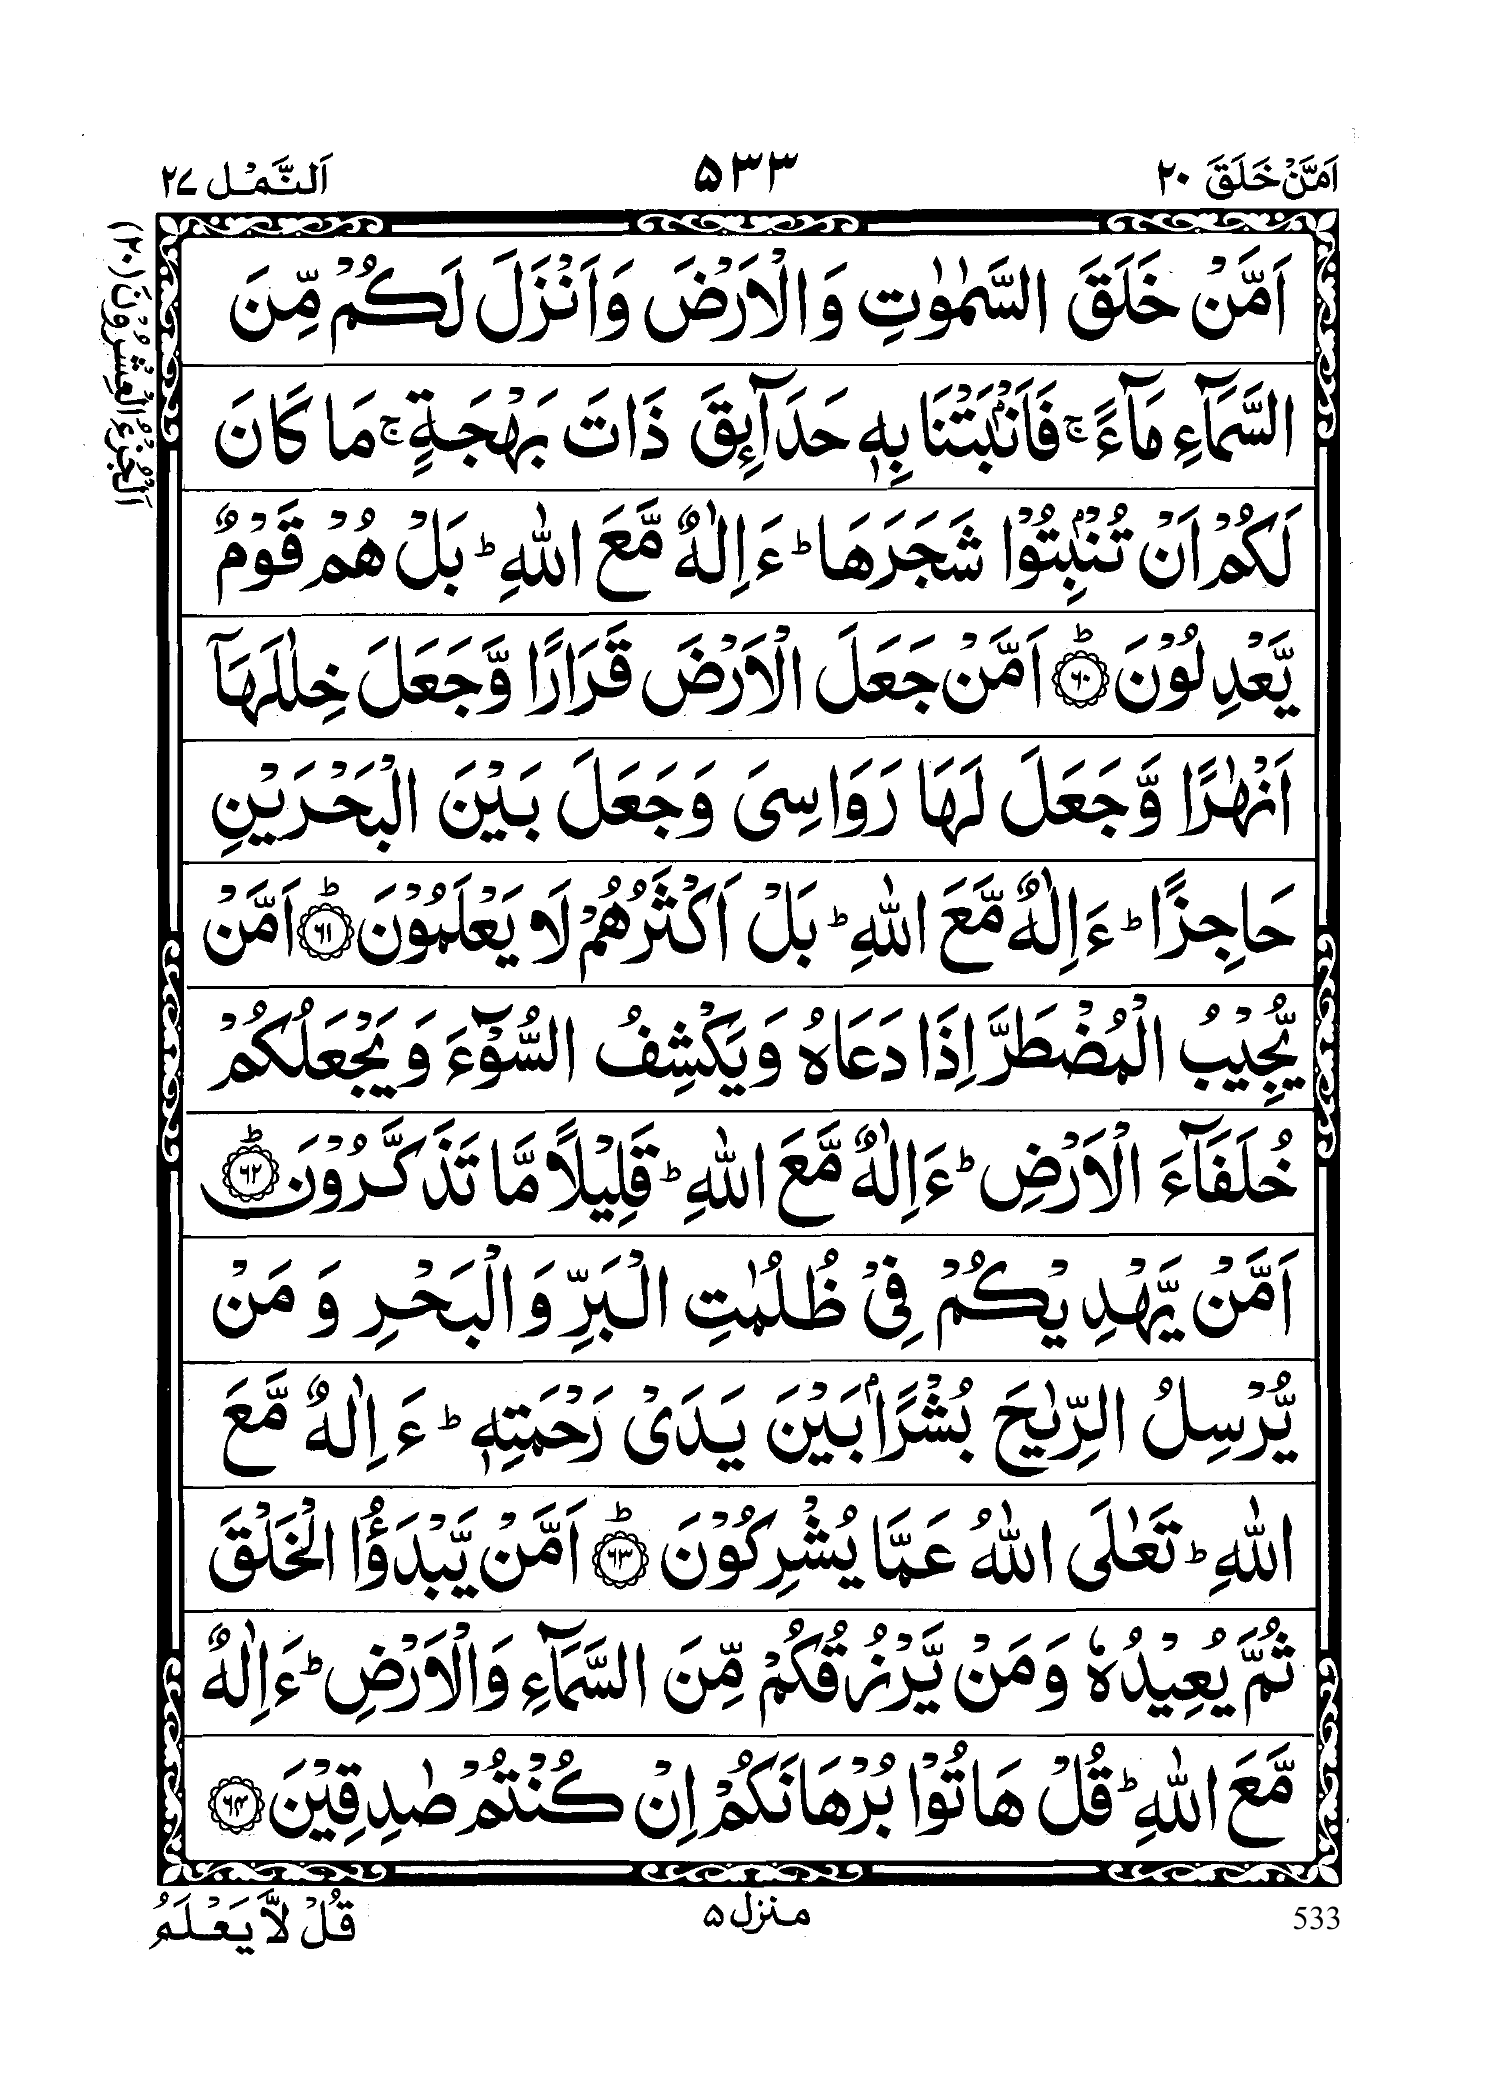 اَمَّنْ خَلَقَ ٢٠
٥٣٣
اَلنَّمْل ٢٧
اَلْجُزْءُ الْعِشْرُوْنَ (٢٠)
اَمَّنْ خَلَقَ السَّمٰوٰتِ وَالْاَرْضَ وَاَنْزَلَ لَكُمْ مِّنَ
السَّمَآءِ مَآءً ۚ فَاَنْۢبَتْنَا بِهٖ حَدَآئِقَ ذَاتَ بَهْجَةٍ ۚ مَا كَانَ
لَكُمْ اَنْ تُنْۢبِتُوْا شَجَرَهَا ؕ ءَاِلٰهٌ مَّعَ اللّٰهِ ؕ بَلْ هُمْ قَوْمٌ
يَّعْدِلُوْنَ ؕ‏﴿٦٠﴾ اَمَّنْ جَعَلَ الْاَرْضَ قَرَارًا وَّجَعَلَ خِلٰلَهَاۤ
اَنْهٰرًا وَّجَعَلَ لَهَا رَوَاسِىَ وَجَعَلَ بَيْنَ الْبَحْرَيْنِ
حَاجِزًا ؕ ءَاِلٰهٌ مَّعَ اللّٰهِ ؕ بَلْ اَكْثَرُهُمْ لَا يَعْلَمُوْنَ ؕ‏﴿٦١﴾ اَمَّنْ
يُّجِيْبُ الْمُضْطَرَّ اِذَا دَعَاهُ وَيَكْشِفُ السُّوْٓءَ وَيَجْعَلُكُمْ
خُلَفَآءَ الْاَرْضِ ؕ ءَاِلٰهٌ مَّعَ اللّٰهِ ؕ قَلِيْلًا مَّا تَذَكَّرُوْنَ ؕ‏﴿٦٢﴾
اَمَّنْ يَّهْدِيْكُمْ فِىْ ظُلُمٰتِ الْبَرِّ وَالْبَحْرِ وَ مَنْ
يُّرْسِلُ الرِّيٰحَ بُشْرًۢا بَيْنَ يَدَىْ رَحْمَتِهٖ ؕ ءَاِلٰهٌ مَّعَ
اللّٰهِ ؕ تَعٰلَى اللّٰهُ عَمَّا يُشْرِكُوْنَ ؕ‏﴿٦٣﴾ اَمَّنْ يَّبْدَؤُا الْخَلْقَ
ثُمَّ يُعِيْدُهٗ وَمَنْ يَّرْزُقُكُمْ مِّنَ السَّمَآءِ وَالْاَرْضِ ؕ ءَاِلٰهٌ
مَّعَ اللّٰهِ ؕ قُلْ هَاتُوْا بُرْهَانَكُمْ اِنْ كُنْتُمْ صٰدِقِيْنَ ﴿٦٤﴾
533
منزل ٥
قُلْ لَّا يَعْلَمُ